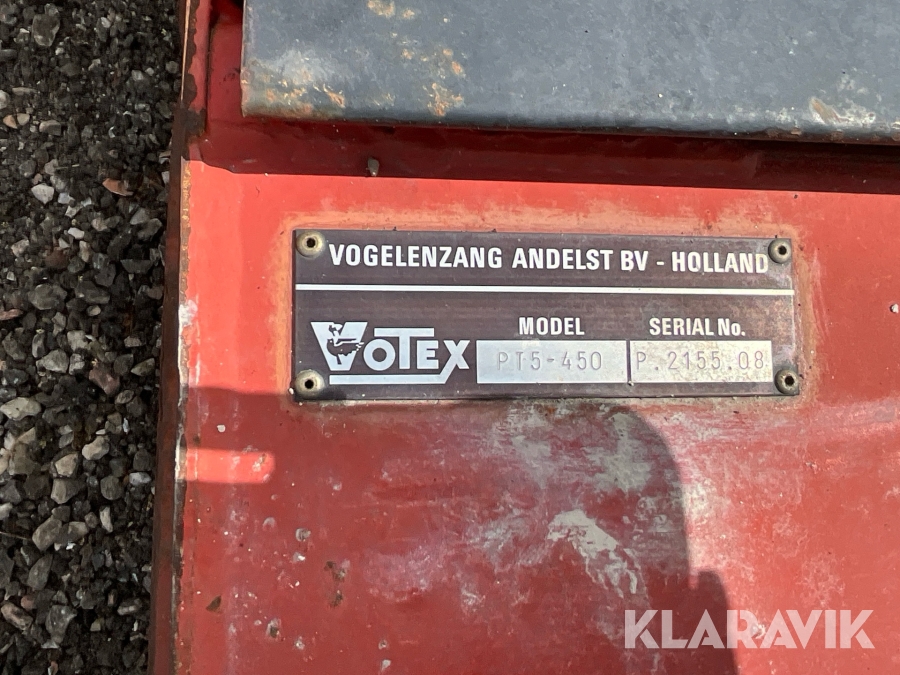 VOGELENZANG ANDELST BV - HOLLAND
VOTEX
MODEL
SERIAL No.
PT5-450
P.2155.08
KLARAVIK